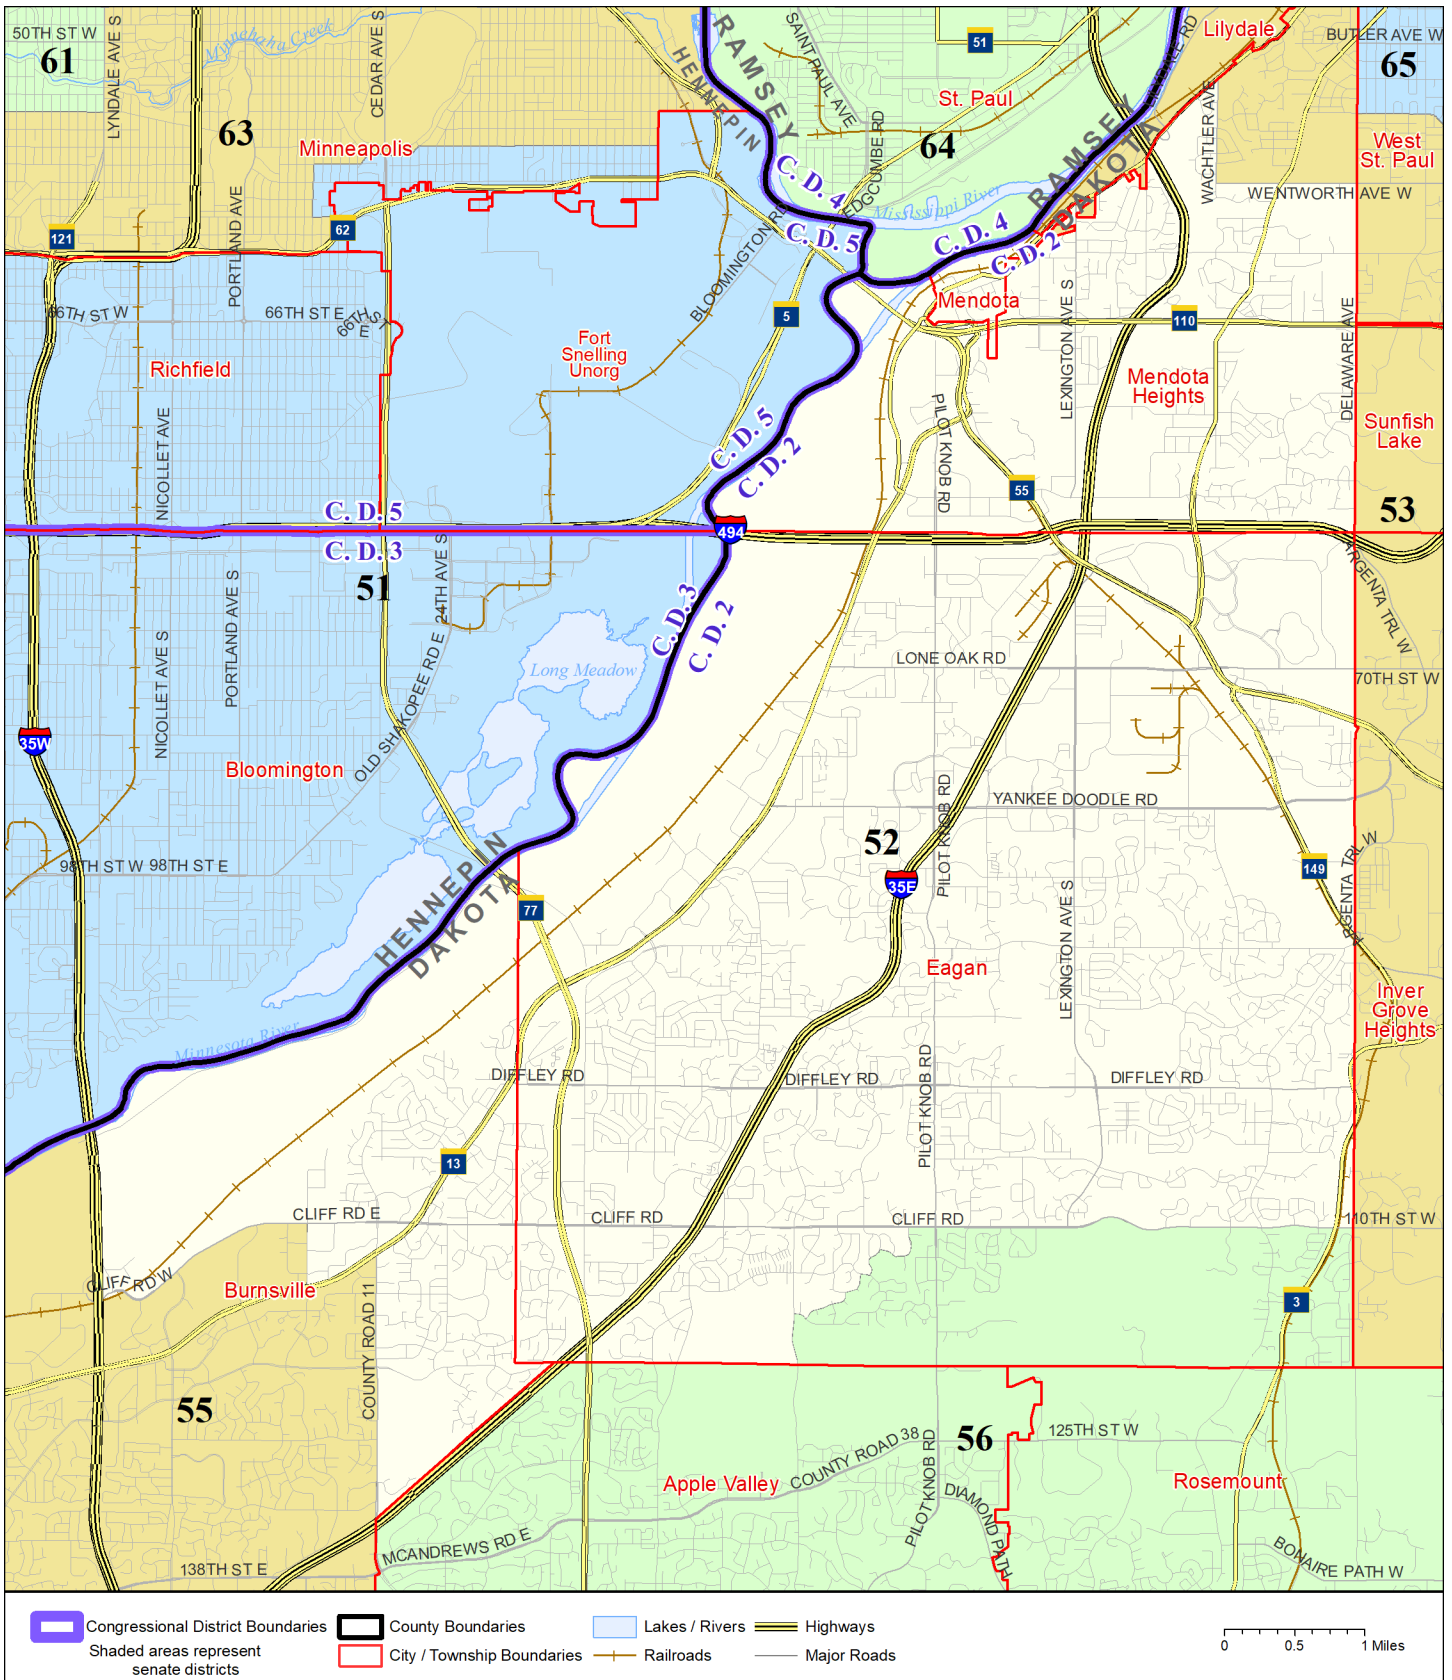 50TH ST W
61
LYNDALE AVE S
Minnehaha Creek
CEDAR AVE S
63
Minneapolis
RAMSEY
HENNEPIN
SAINT PAUL AVE
51
St. Paul
EDGCUMBE RD
64
RAMSEY
DAKOTA
LILYDALE RD
Lilydale
BUTLER AVE W
65
WACHTLER AVE
West
St. Paul
WENTWORTH AVE W
C. D. 4
C. D. 5
Mississippi River
C. D. 4
C. D. 2
121
62
PORTLAND AVE
BLOOMINGTON RD
66TH ST W
66TH ST E
66TH ST
E
5
Mendota
LEXINGTON AVE S
110
DELAWARE AVE
Richfield
Fort
Snelling
Unorg
Mendota
Heights
Sunfish
Lake
NICOLLET AVE
PILOT KNOB RD
C. D. 5
C. D. 2
55
53
C. D. 5
C. D. 3
494
51
24TH AVE S
PORTLAND AVE S
NICOLLET AVE S
OLD SHAKOPEE RD E
C. D. 3
C. D. 2
Long Meadow
LONE OAK RD
ARGENTA TRL W
70TH ST W
35W
Bloomington
PILOT KNOB RD
YANKEE DOODLE RD
52
35E
98TH ST W
98TH ST E
149
ARGENTA TRL W
HENNEPIN
DAKOTA
77
Eagan
LEXINGTON AVE S
Inver
Grove
Heights
Minnesota River
DIFFLEY RD
DIFFLEY RD
DIFFLEY RD
PILOT KNOB RD
13
CLIFF RD E
CLIFF RD
CLIFF RD
110TH ST W
CLIFF RD W
Burnsville
COUNTY ROAD 11
3
55
56
125TH ST W
Apple Valley
COUNTY ROAD 38
PILOT KNOB RD
DIAMOND PATH
Rosemount
MCANDREWS RD E
138TH ST E
BONAIRE PATH W
Congressional District Boundaries
County Boundaries
Lakes / Rivers
Highways
Shaded areas represent
senate districts
City / Township Boundaries
Railroads
Major Roads
0 0.5 1 Miles